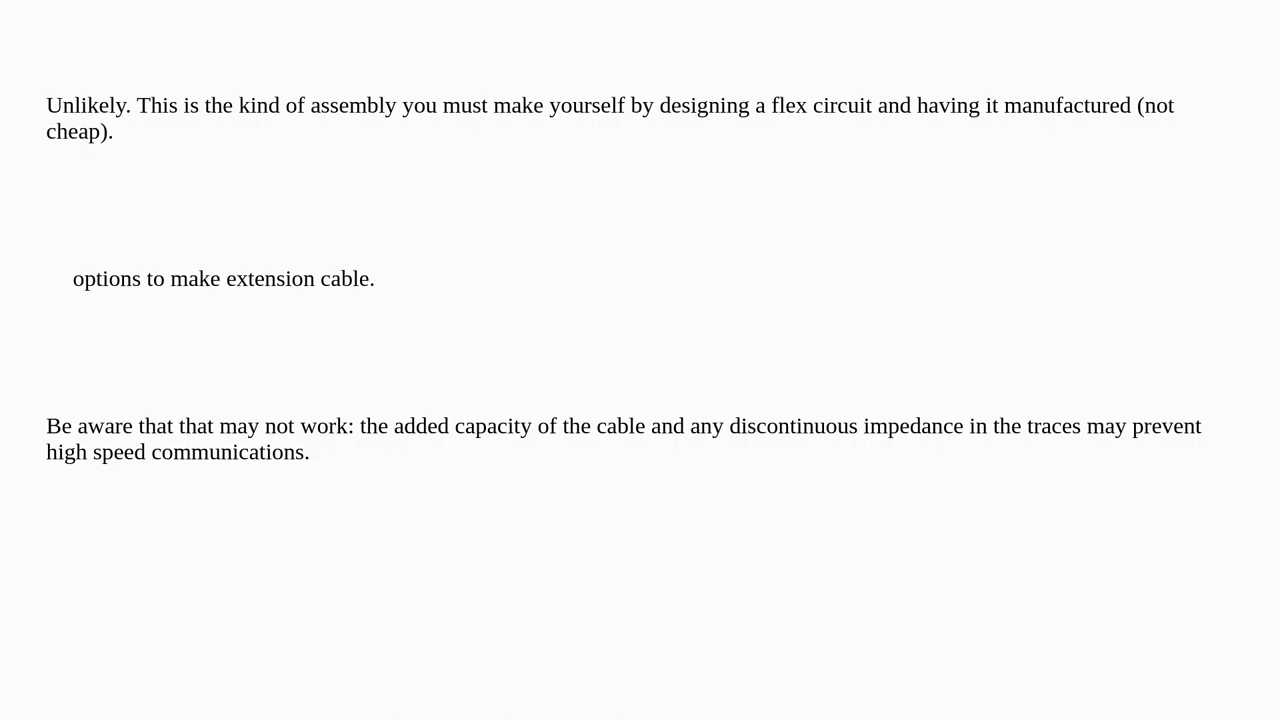 Unlikely. This is the kind of assembly you must make yourself by designing a flex circuit and having it manufactured (not
cheap).
options to make extension cable.
Be aware that that may not work: the added capacity of the cable and any discontinuous impedance in the traces may prevent
high speed communications.